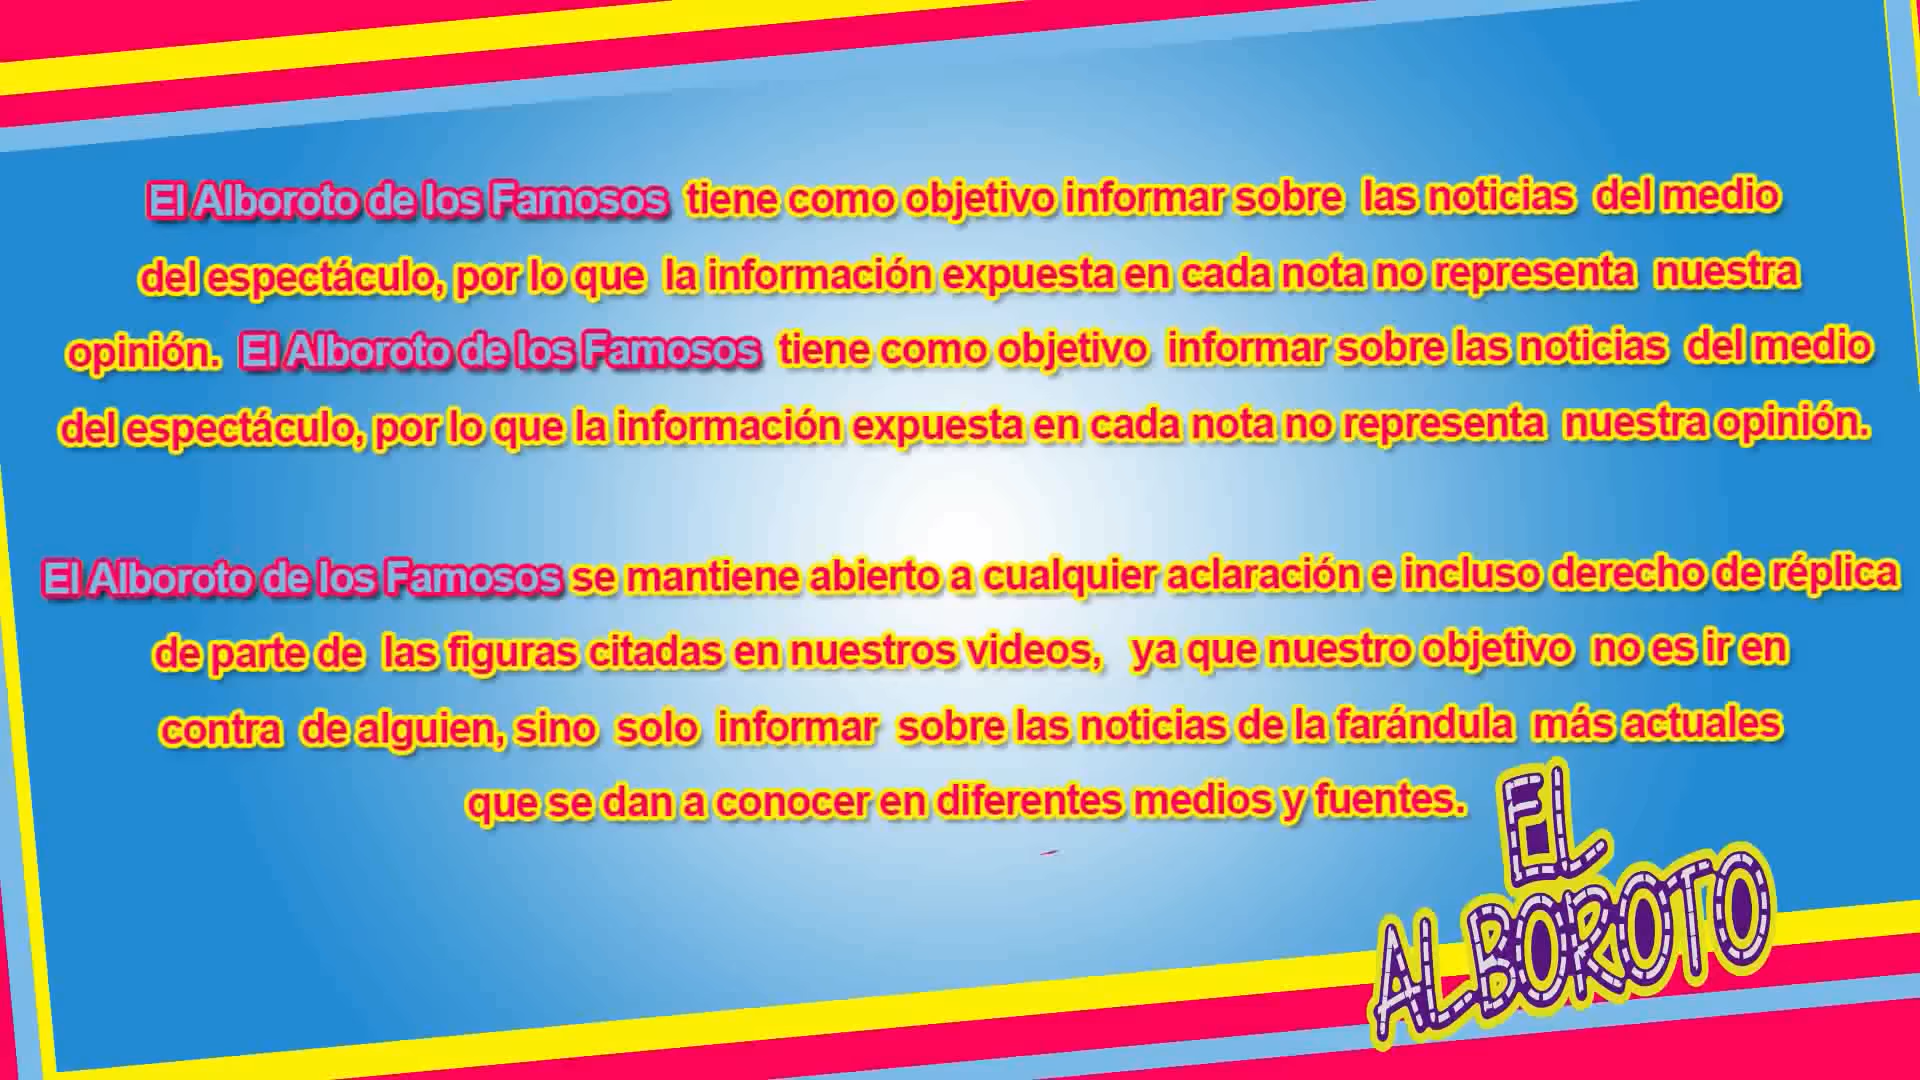 El Alboroto de los Famosos tiene como objetivo informar sobre las noticias del medio
del espectáculo, por lo que la información expuesta en cada nota no representa nuestra
opinión. El Alboroto de los Famosos tiene como objetivo informar sobre las noticias del medio
del espectáculo, por lo que la información expuesta en cada nota no representa nuestra opinión.
El Alboroto de los Famosos se mantiene abierto a cualquier aclaración e incluso derecho de réplica
de parte de las figuras citadas en nuestros videos, ya que nuestro objetivo no es ir en
contra de alguien, sino solo informar sobre las noticias de la farándula más actuales
que se dan a conocer en diferentes medios y fuentes.
EL
ALBOROTO